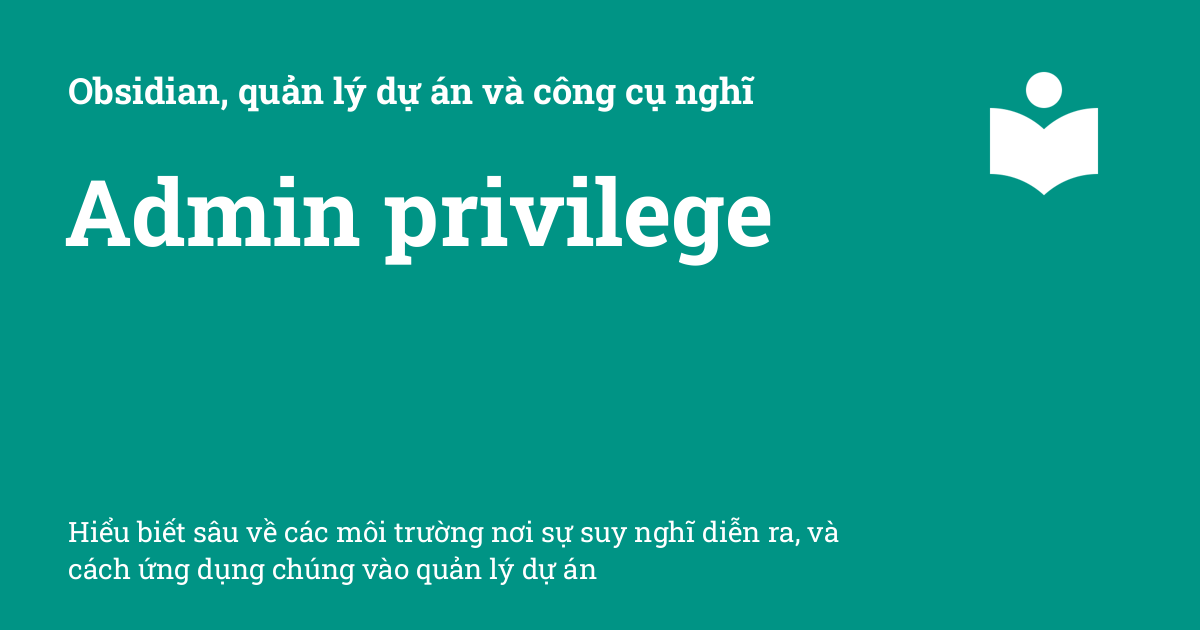 Obsidian, quản lý dự án và công cụ nghĩ
Admin privilege
Hiểu biết sâu về các môi trường nơi sự suy nghĩ diễn ra, và
cách ứng dụng chúng vào quản lý dự án